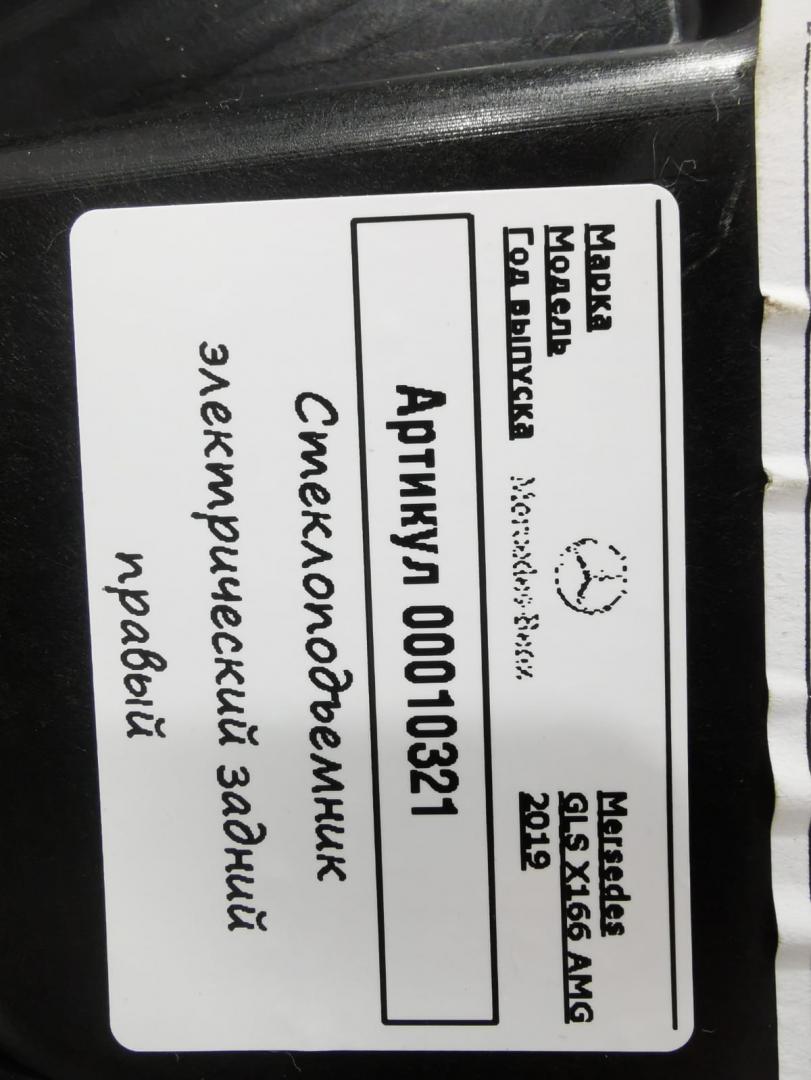 Марка Mersedes
Модель GLS X166 AMG
Год выпуска 2019
Mercedes-Benz
Артикул 00010321
Стеклоподъемник
электрический задний
правый